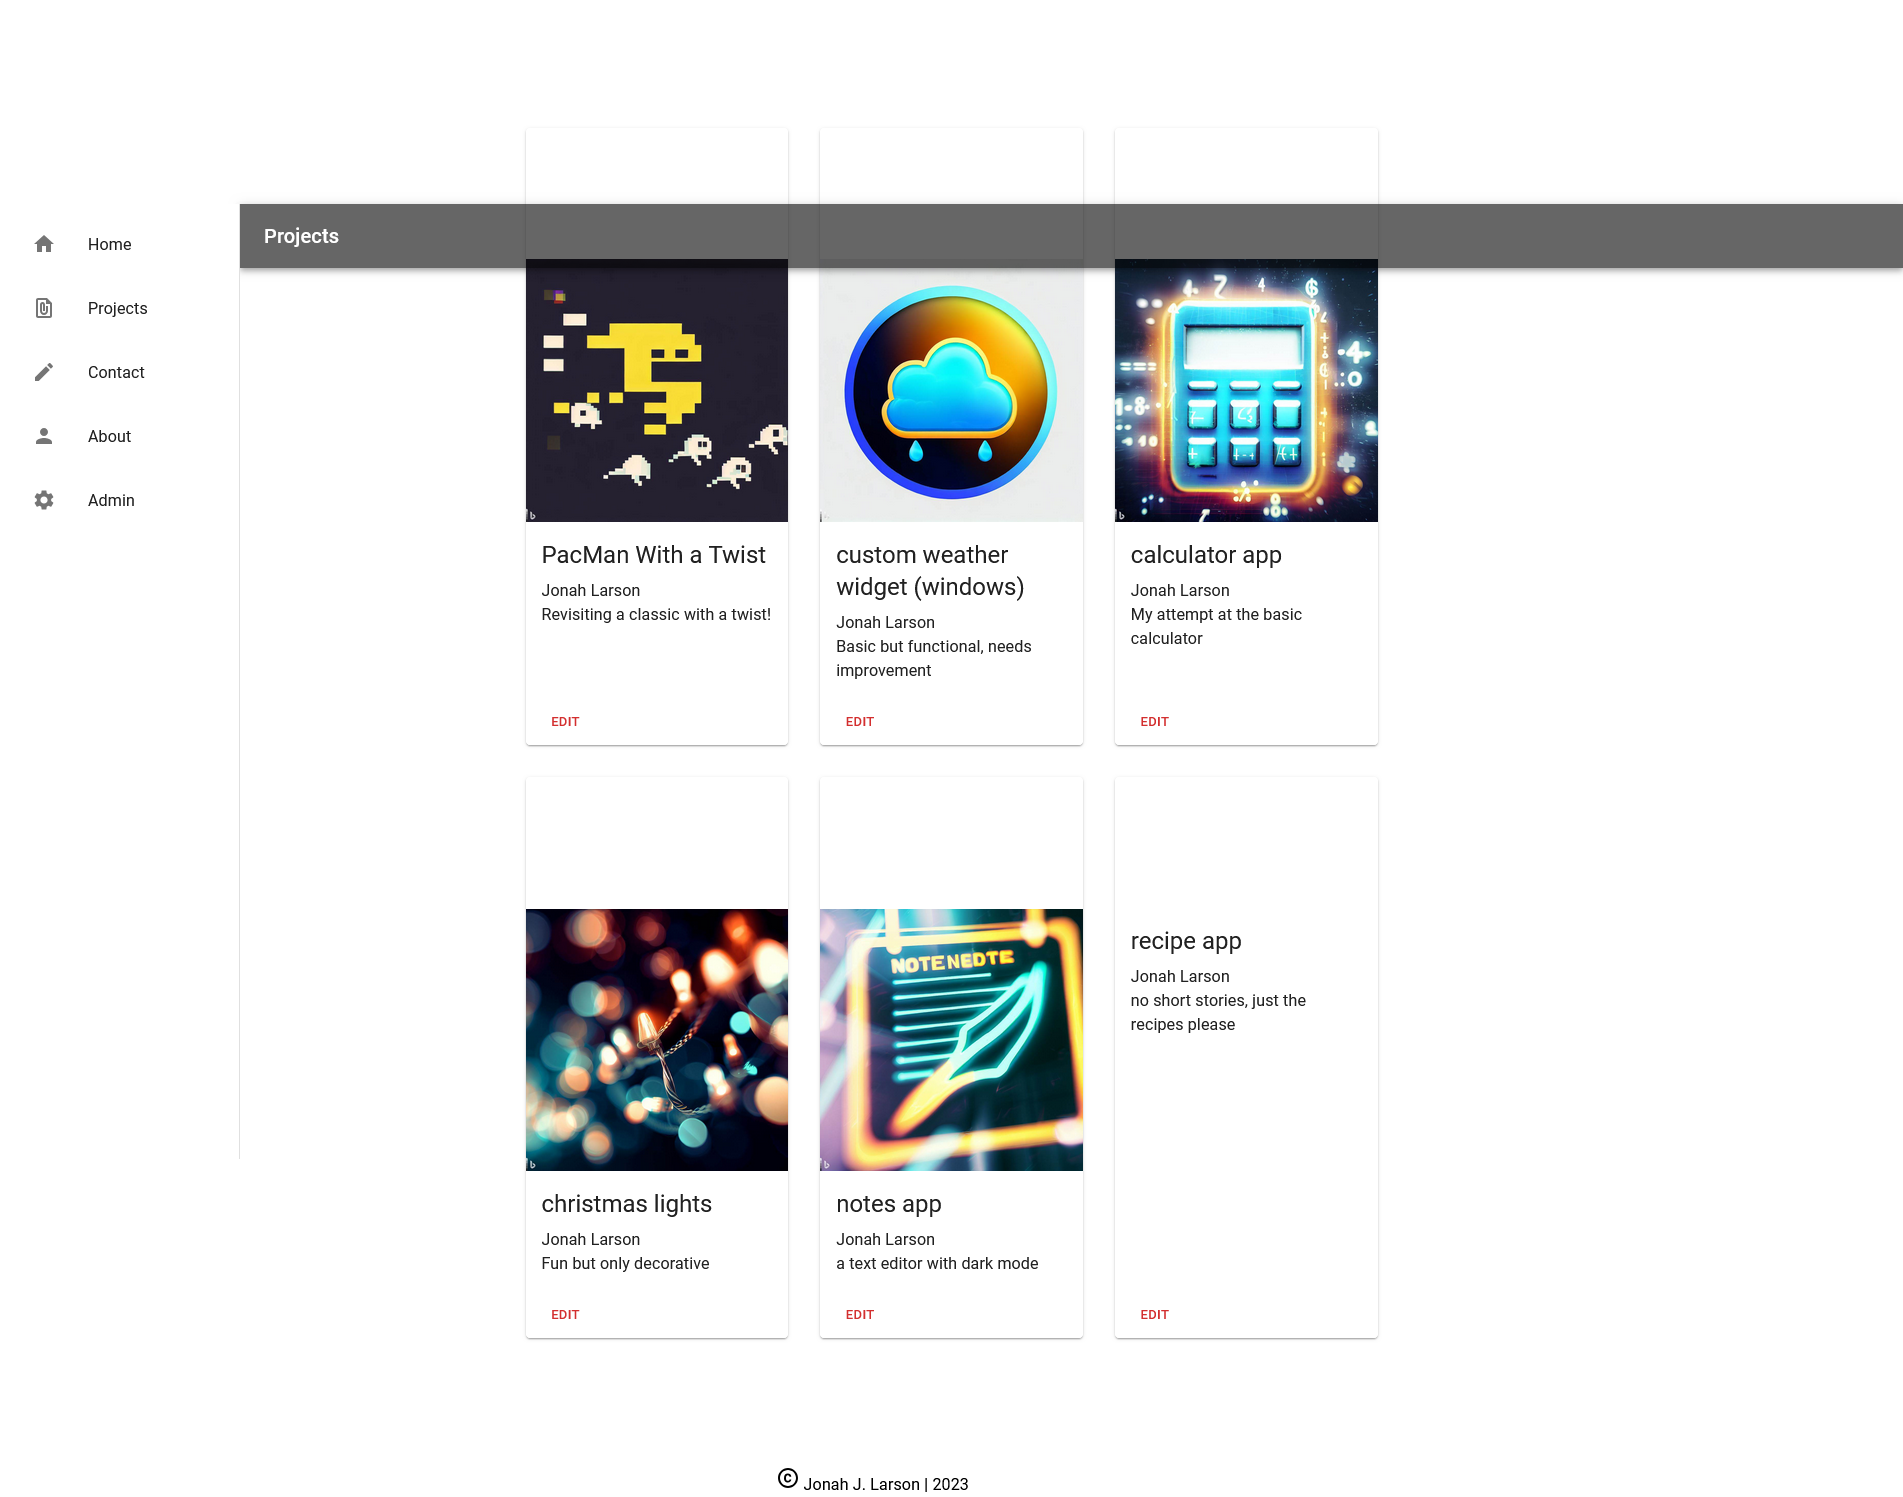 Projects
Home
Projects
Contact
About
Admin
PacMan With a Twist
Jonah Larson
Revisiting a classic with a twist!
EDIT
custom weather
widget (windows)
Jonah Larson
Basic but functional, needs
improvement
EDIT
calculator app
Jonah Larson
My attempt at the basic
calculator
EDIT
christmas lights
Jonah Larson
Fun but only decorative
EDIT
NOTE NEDTE
notes app
Jonah Larson
a text editor with dark mode
EDIT
recipe app
Jonah Larson
no short stories, just the
recipes please
EDIT
© Jonah J. Larson | 2023